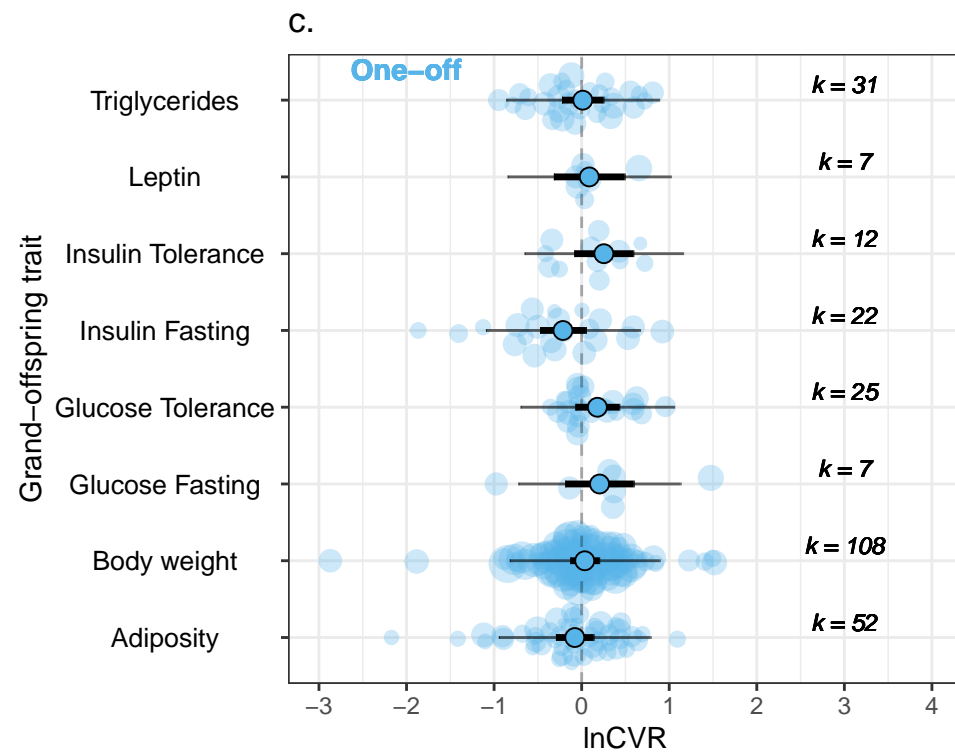 c.
One−off
Triglycerides
k = 31
Leptin
k = 7
Insulin Tolerance
k = 12
Insulin Fasting
k = 22
Glucose Tolerance
k = 25
Glucose Fasting
k = 7
Body weight
k = 108
Adiposity
k = 52
Grand−offspring trait
−3 −2 −1 0 1 2 3 4
lnCVR